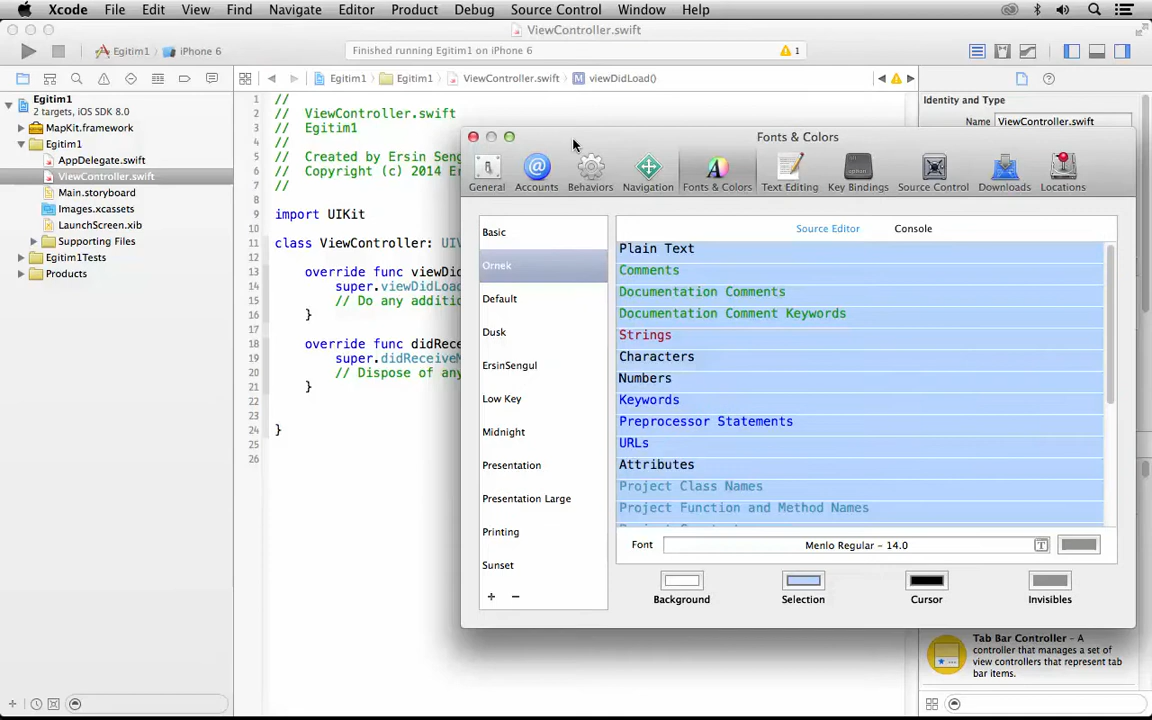 Xcode File Edit View Find Navigate Editor Product Debug Source Control Window Help
ViewController.swift
Egitim1 iPhone 6
Finished running Egitim1 on iPhone 6
1
Egitim1 Egitim1 ViewController.swift M viewDidLoad()
Egitim1
2 targets, iOS SDK 8.0
MapKit.framework
Egitim1
AppDelegate.swift
ViewController.swift
Main.storyboard
Images.xcassets
LaunchScreen.xib
Supporting Files
Egitim1Tests
Products
1 //
2 // ViewController.swift
3 // Egitim1
4 //
5 // Created by Ersin Seng
6 // Copyright (c) 2014 Er
7 //
8
9 import UIKit
10
11 class ViewController: UIV
12
13 override func viewDid
14 super.viewDidLoa
15 // Do any additi
16 }
17
18 override func didRece
19 super.didReceiveM
20 // Dispose of any
21 }
22
23
24 }
25
26
Identity and Type
Name ViewController.swift
Fonts & Colors
General Accounts Behaviors Navigation Fonts & Colors Text Editing Key Bindings Source Control Downloads Locations
Basic
Ornek
Default
Dusk
ErsinSengul
Low Key
Midnight
Presentation
Presentation Large
Printing
Sunset
+ −
Source Editor Console
Plain Text
Comments
Documentation Comments
Documentation Comment Keywords
Strings
Characters
Numbers
Keywords
Preprocessor Statements
URLs
Attributes
Project Class Names
Project Function and Method Names
Font Menlo Regular - 14.0 T
Background Selection Cursor Invisibles
Tab Bar Controller - A
controller that manages a set of
view controllers that represent tab
bar items.